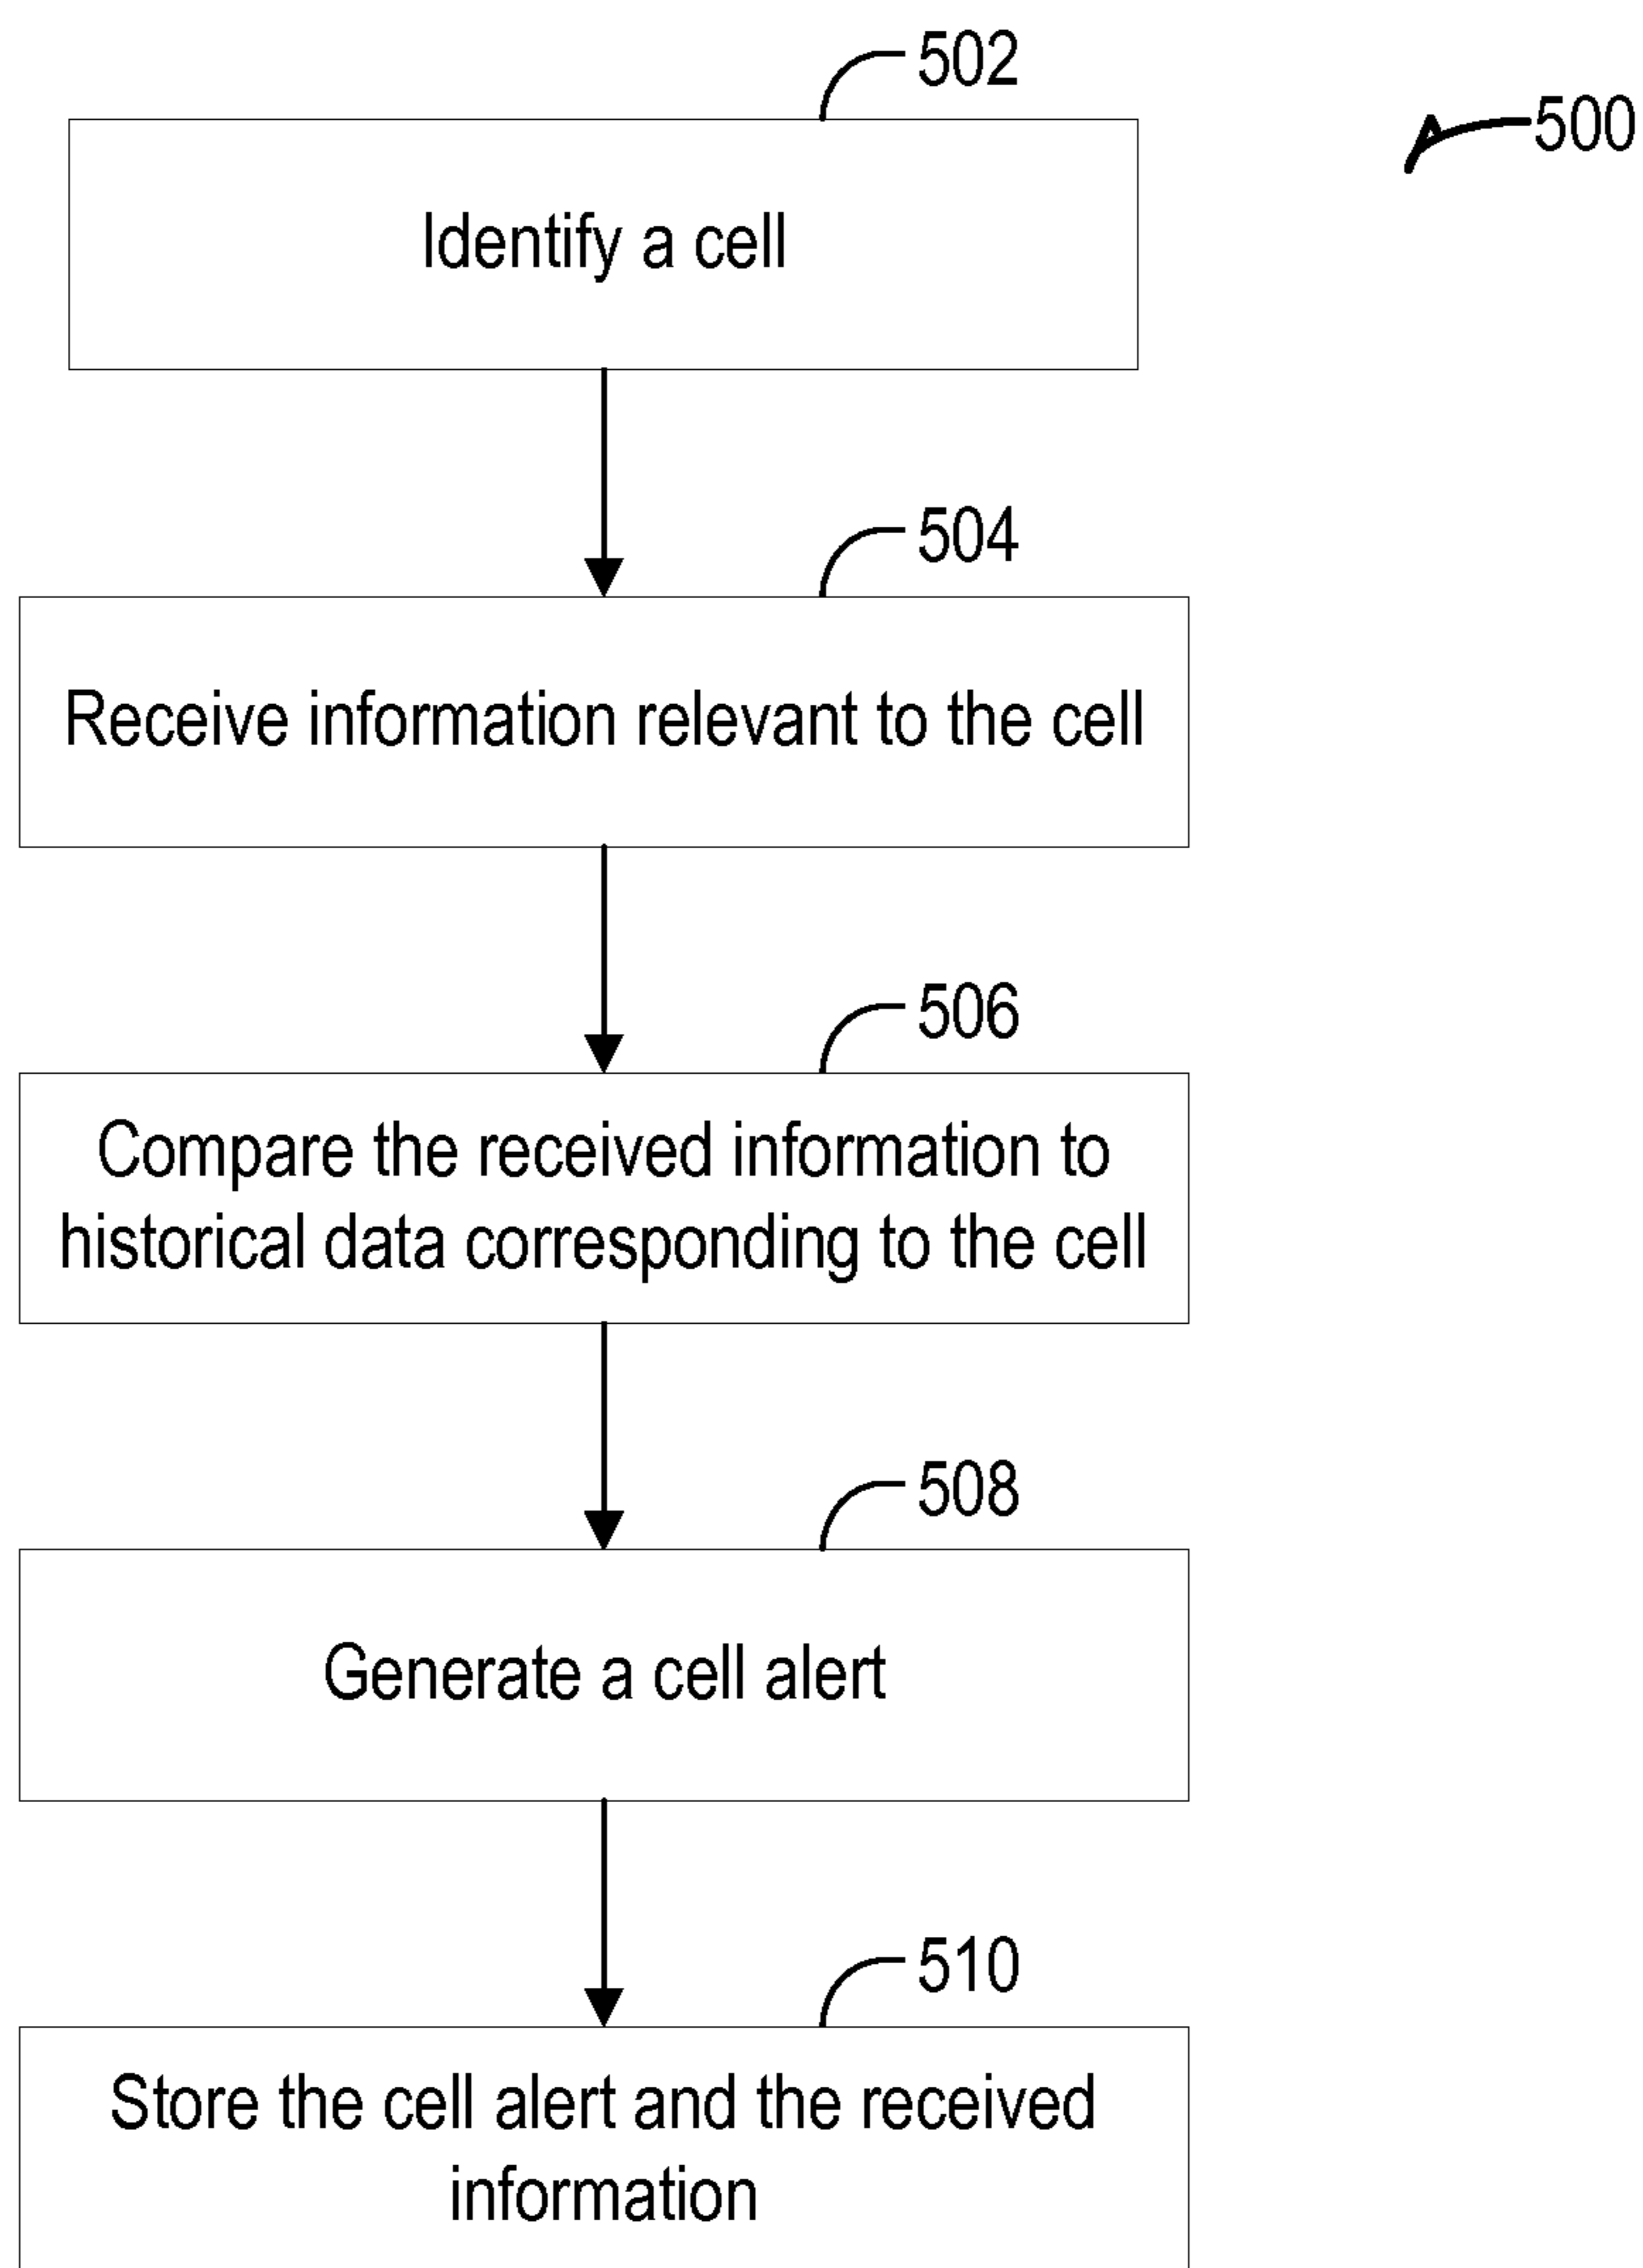 502
500
Identify a cell
504
Receive information relevant to the cell
506
Compare the received information to
historical data corresponding to the cell
508
Generate a cell alert
510
Store the cell alert and the received
information